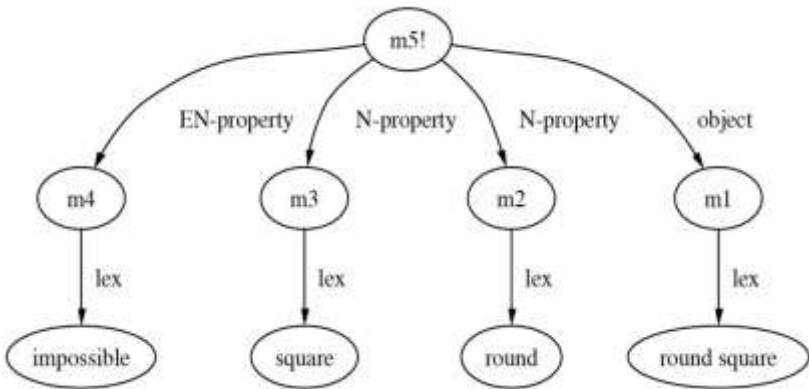 m5!
EN-property N-property N-property object
m4 m3 m2 m1
lex lex lex lex
impossible square round round square